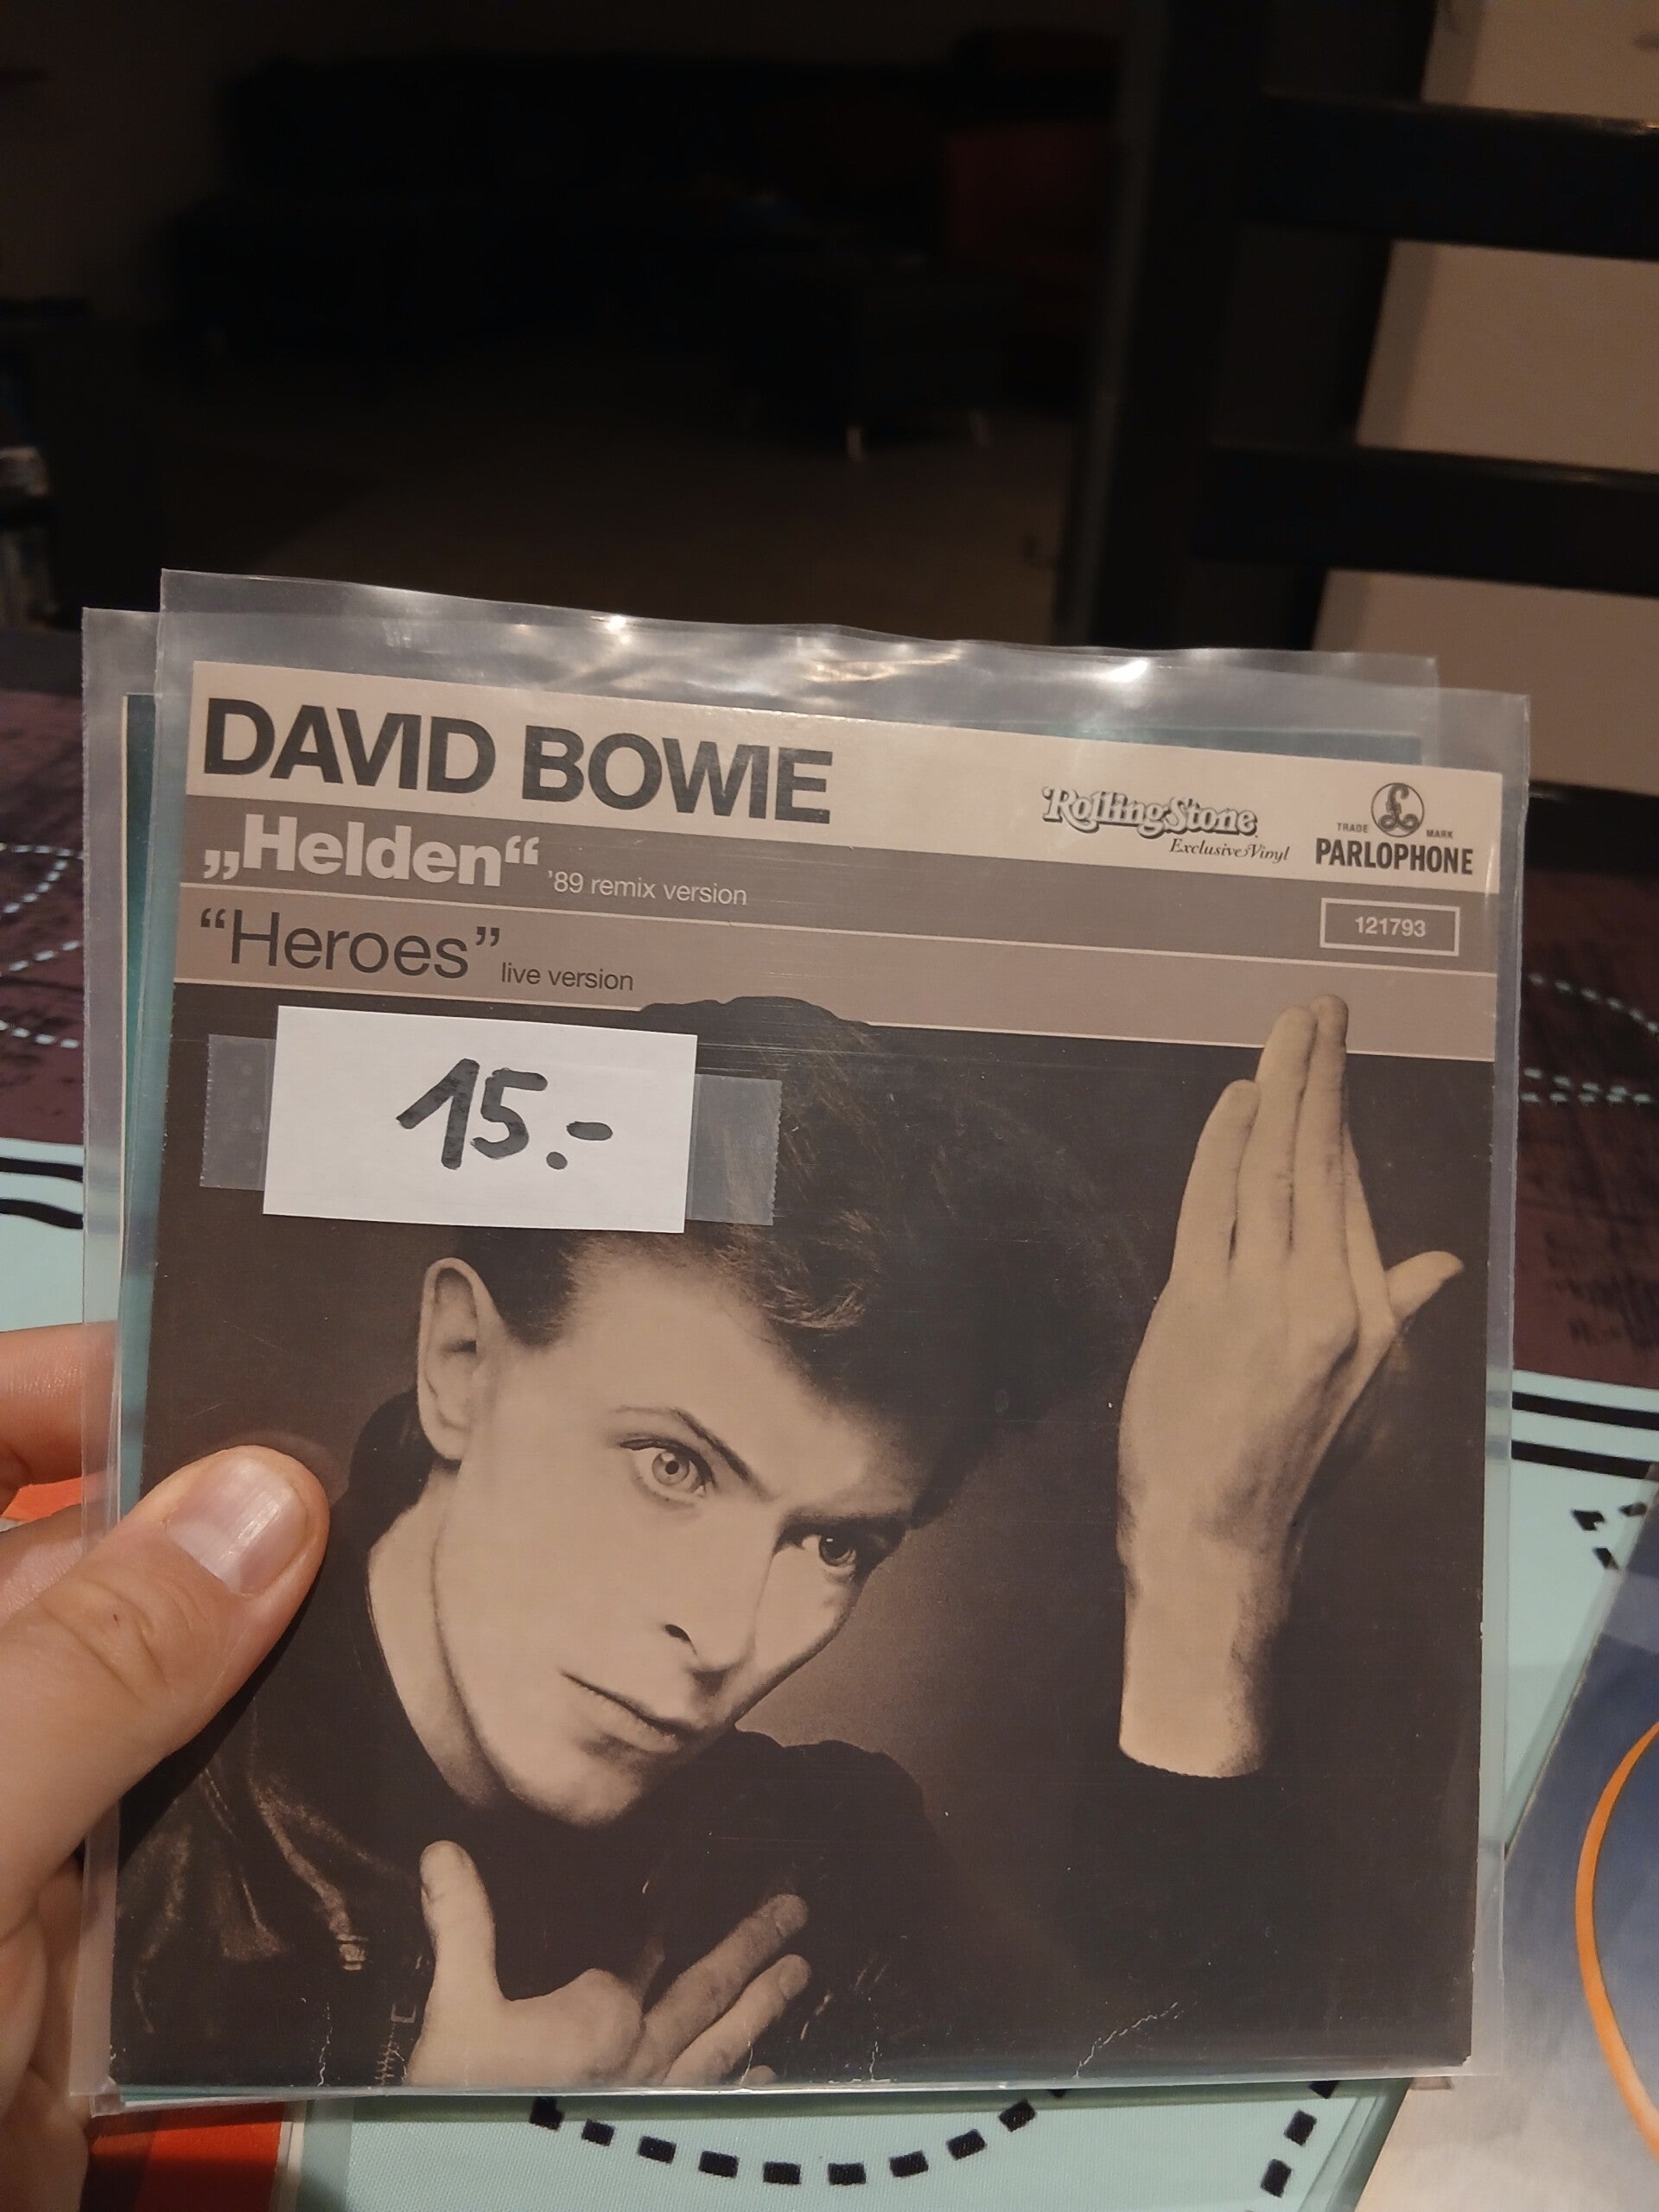 DAVID BOWIE
RollingStone
Exclusive Vinyl
TRADE MARK
PARLOPHONE
„Helden“ '89 remix version
121793
“Heroes” live version
15.-